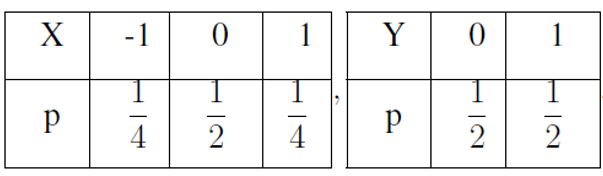 X -1 0 1
p 1/4 1/2 1/4 ,
Y 0 1
p 1/2 1/2 .